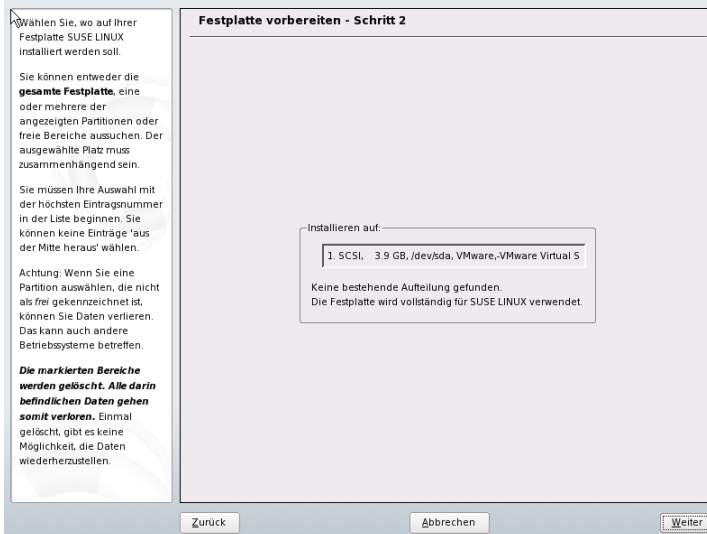 Wählen Sie, wo auf Ihrer
Festplatte SUSE LINUX
installiert werden soll.
Sie können entweder die
gesamte Festplatte, eine
oder mehrere der
angezeigten Partitionen oder
freie Bereiche aussuchen. Der
ausgewählte Platz muss
zusammenhängend sein.
Sie müssen Ihre Auswahl mit
der höchsten Eintragsnummer
in der Liste beginnen. Sie
können keine Einträge 'aus
der Mitte heraus' wählen.
Achtung: Wenn Sie eine
Partition auswählen, die nicht
als frei gekennzeichnet ist,
können Sie Daten verlieren.
Das kann auch andere
Betriebssysteme betreffen.
Die markierten Bereiche
werden gelöscht. Alle darin
befindlichen Daten gehen
somit verloren. Einmal
gelöscht, gibt es keine
Möglichkeit, die Daten
wiederherzustellen.
Festplatte vorbereiten - Schritt 2
Installieren auf:
1. SCSI, 3.9 GB, /dev/sda, VMware,-VMware Virtual S
Keine bestehende Aufteilung gefunden.
Die Festplatte wird vollständig für SUSE LINUX verwendet.
Zurück
Abbrechen
Weiter